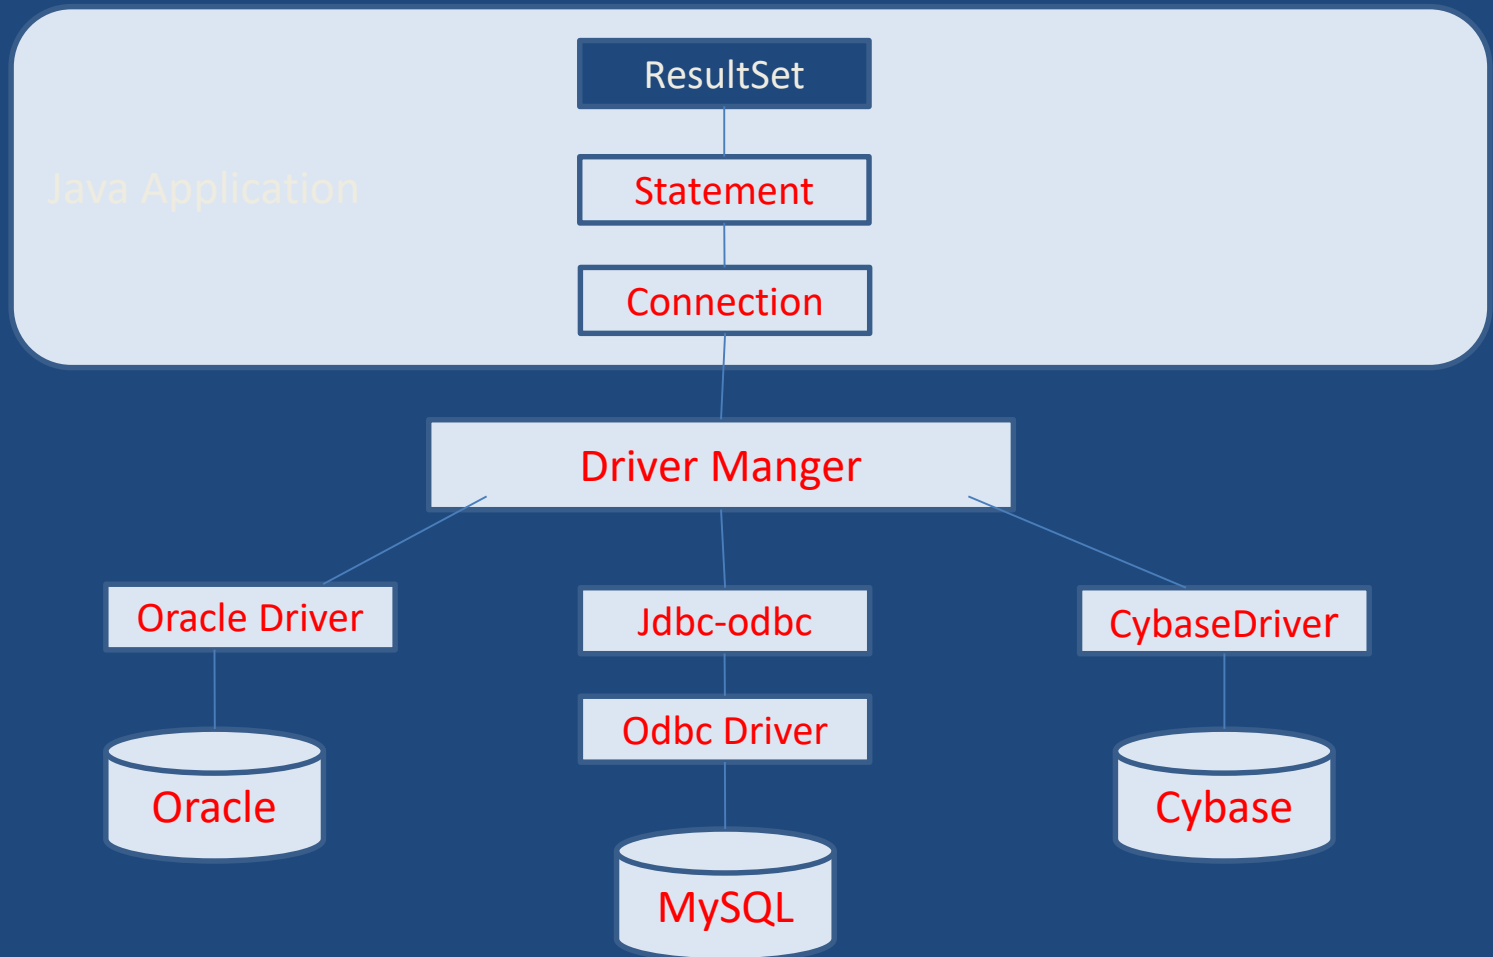 ResultSet
Java Application
Statement
Connection
Driver Manger
Oracle Driver
Jdbc-odbc
CybaseDriver
Odbc Driver
Oracle
Cybase
MySQL